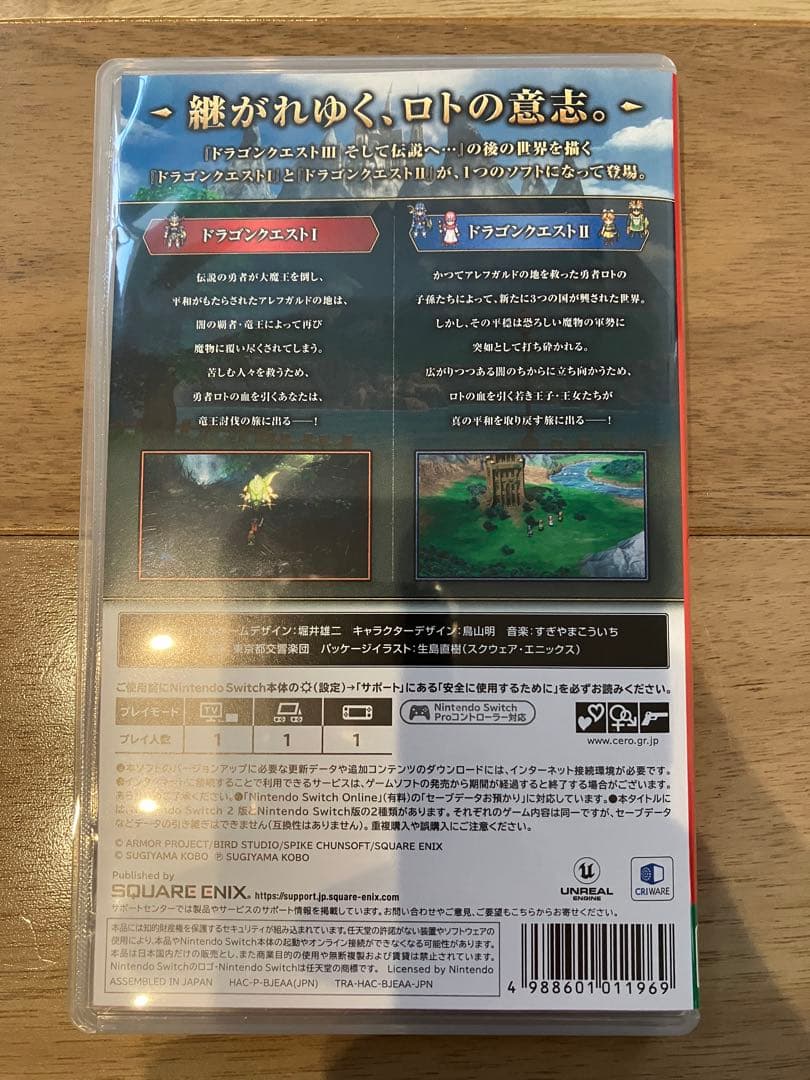 継がれゆく、ロトの意志。
『ドラゴンクエストIII そして伝説へ…』の後の世界を描く
『ドラゴンクエストI』と『ドラゴンクエストII』が、1つのソフトになって登場。
ドラゴンクエストI
伝説の勇者が大魔王を倒し、
平和がもたらされたアレフガルドの地は、
闇の覇者・竜王によって再び
魔物に覆い尽くされてしまう。
苦しむ人々を救うため、
勇者ロトの血を引くあなたは、
竜王討伐の旅に出る――！
ドラゴンクエストII
かつてアレフガルドの地を救った勇者ロトの
子孫たちによって、新たに3つの国が興された世界。
しかし、その平穏は恐ろしい魔物の軍勢に
突如として打ち砕かれる。
広がりつつある闇のちからに立ち向かうため、
ロトの血を引く若き王子・王女たちが
真の平和を取り戻す旅に出る――！
ームデザイン：堀井雄二 キャラクターデザイン：鳥山明 音楽：すぎやまこういち
東京都交響楽団 パッケージイラスト：生島直樹（スクウェア・エニックス）
ご使用前にNintendo Switch本体の（設定）→「サポート」にある「安全に使用するために」を必ずお読みください。
プレイモード TV
プレイ人数 1 1 1
Nintendo Switch
Proコントローラー対応
www.cero.gr.jp
●本ソフトのバージョンアップに必要な更新データや追加コンテンツのダウンロードには、インターネット接続環境が必要です。
●インターネットに接続することで利用できるサービスは、ゲームソフトの発売から期間が経過すると終了する場合がございます。
ください。●「Nintendo Switch Online」（有料）の「セーブデータお預かり」に対応しています。●本タイトルに
は Nintendo Switch 2 版とNintendo Switch版の2種類があります。それぞれのゲーム内容は同一ですが、セーブデータ
などデータの引き継ぎはできません（互換性はありません）。重複購入や誤購入にご注意ください。
© ARMOR PROJECT/BIRD STUDIO/SPIKE CHUNSOFT/SQUARE ENIX
© SUGIYAMA KOBO ℗ SUGIYAMA KOBO
Published by
SQUARE ENIX. https://support.jp.square-enix.com
サポートセンターでは製品やサービスのサポート情報を掲載しています。お問い合わせやご意見、ご要望もこちらからお寄せください。
UNREAL
ENGINE
CRIWARE
本品には知的財産権を保護するセキュリティが組み込まれています。任天堂の許諾がない装置やソフトウェアの
使用により、本品やNintendo Switch本体の起動やオンライン接続ができなくなる可能性があります。
本品は日本国内だけの販売とし、また商業目的の使用や無断複製および賃貸は禁止されています。
Nintendo Switchのロゴ・Nintendo Switchは任天堂の商標です。 Licensed by Nintendo
ASSEMBLED IN JAPAN HAC-P-BJEAA(JPN) TRA-HAC-BJEAA-JPN
4 988601 011969